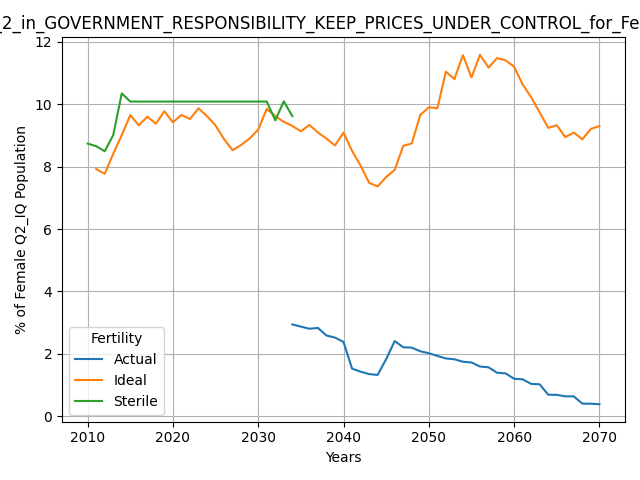 _2_in_GOVERNMENT_RESPONSIBILITY_KEEP_PRICES_UNDER_CONTROL_for_Fe
12
10
8
6
4
2
0
% of Female Q2_IQ Population
Fertility
Actual
Ideal
Sterile
2010 2020 2030 2040 2050 2060 2070
Years